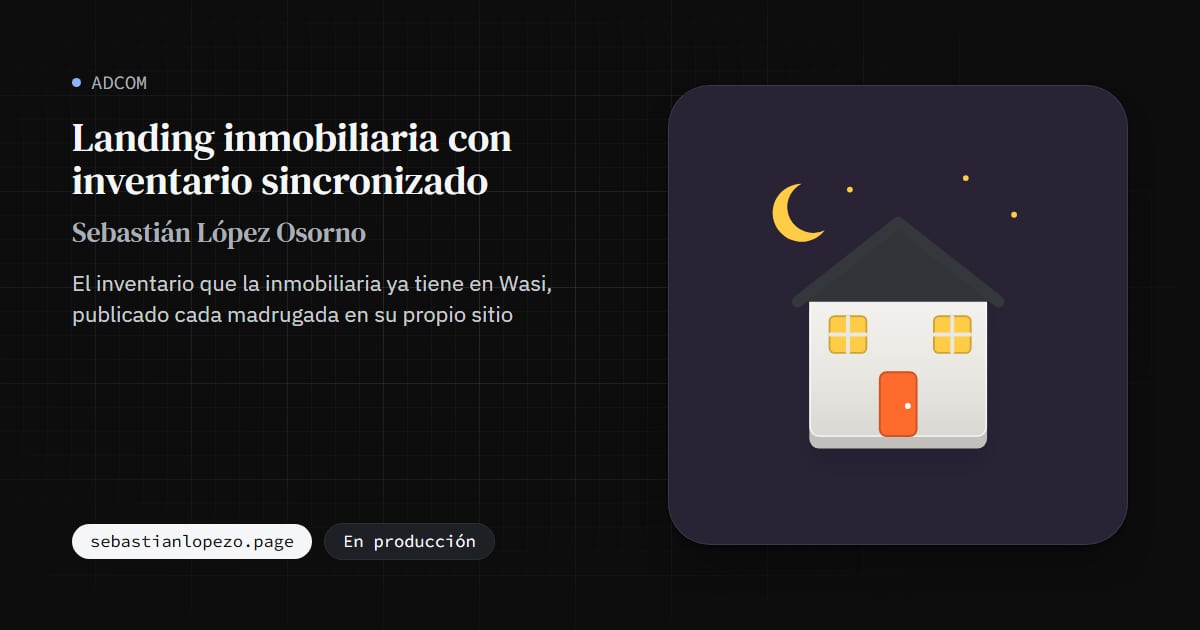 ADCOM
Landing inmobiliaria con
inventario sincronizado
Sebastián López Osorno
El inventario que la inmobiliaria ya tiene en Wasi,
publicado cada madrugada en su propio sitio
sebastianlopezo.page
En producción